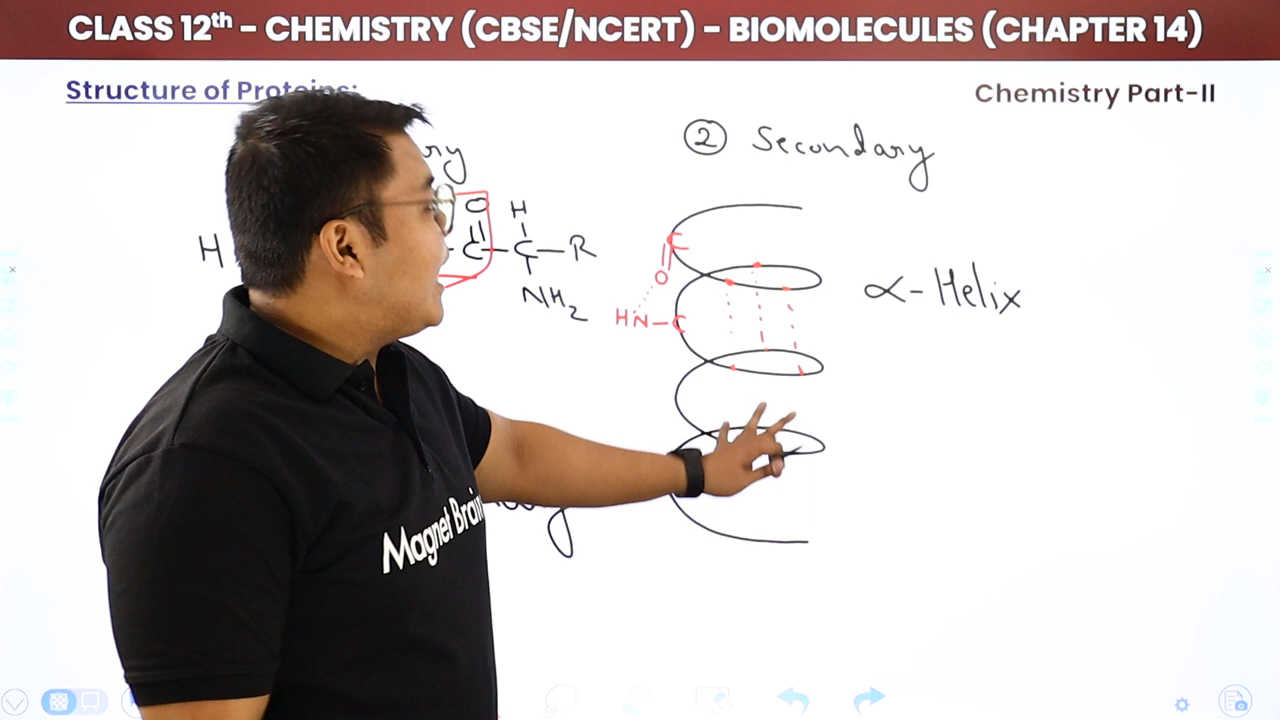 CLASS 12th – CHEMISTRY (CBSE/NCERT) – BIOMOLECULES (CHAPTER 14)
Structure of Proteins:
Chemistry Part-II
② Secondary
O
H
H
C – C – R
NH2
C
O
HN – C
α-Helix
Magnet Brain